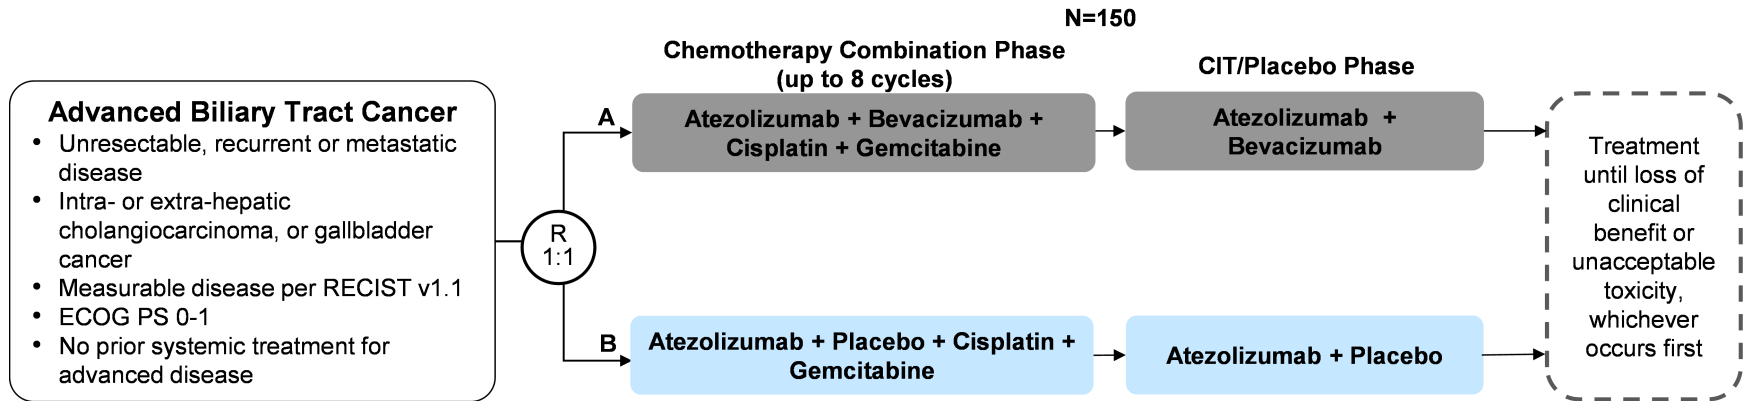 N=150
Chemotherapy Combination Phase
(up to 8 cycles)
CIT/Placebo Phase
Advanced Biliary Tract Cancer
• Unresectable, recurrent or metastatic
disease
• Intra- or extra-hepatic
cholangiocarcinoma, or gallbladder
cancer
• Measurable disease per RECIST v1.1
• ECOG PS 0-1
• No prior systemic treatment for
advanced disease
R
1:1
A
Atezolizumab + Bevacizumab +
Cisplatin + Gemcitabine
Atezolizumab +
Bevacizumab
B
Atezolizumab + Placebo + Cisplatin +
Gemcitabine
Atezolizumab + Placebo
Treatment
until loss of
clinical
benefit or
unacceptable
toxicity,
whichever
occurs first